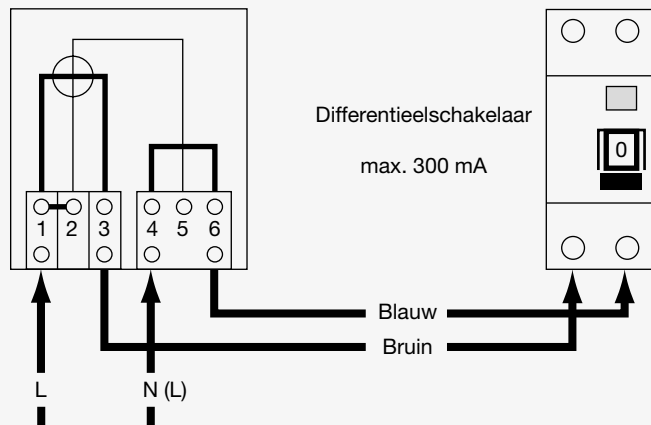 Differentieelschakelaar
max. 300 mA
0
1 2 3 4 5 6
Blauw
Bruin
L N (L)